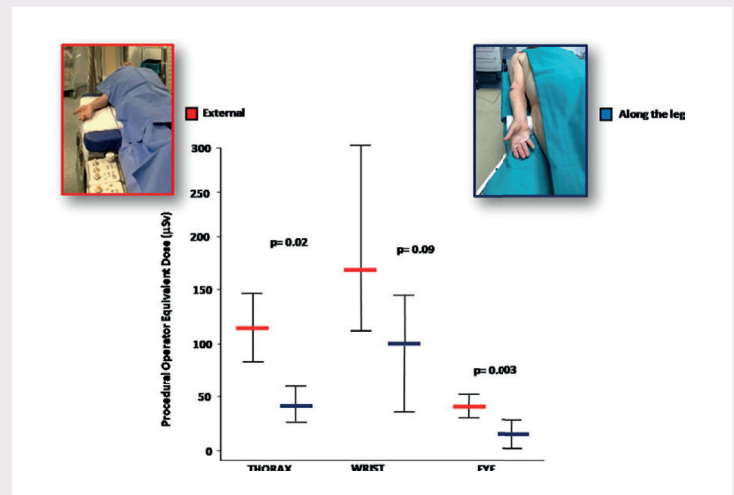 External
Along the leg
Procedural Operator Equivalent Dose (μSv)
300
250
200
150
100
50
0
p= 0.02
p= 0.09
p= 0.003
THORAX
WRIST
EYE